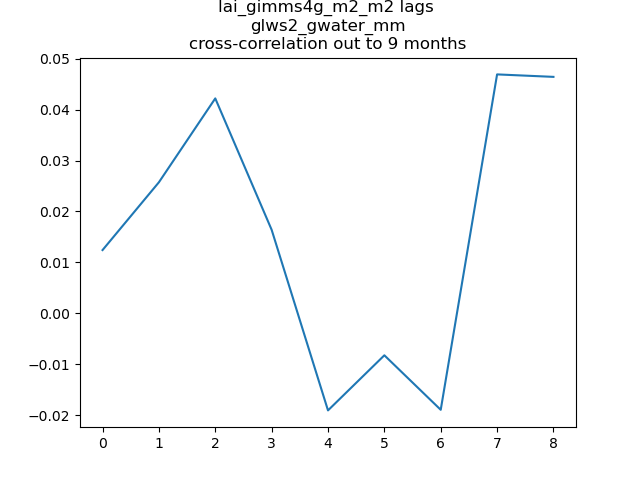 lai_gimms4g_m2_m2 lags
glws2_gwater_mm
cross-correlation out to 9 months
0.05
0.04
0.03
0.02
0.01
0.00
−0.01
−0.02
0 1 2 3 4 5 6 7 8